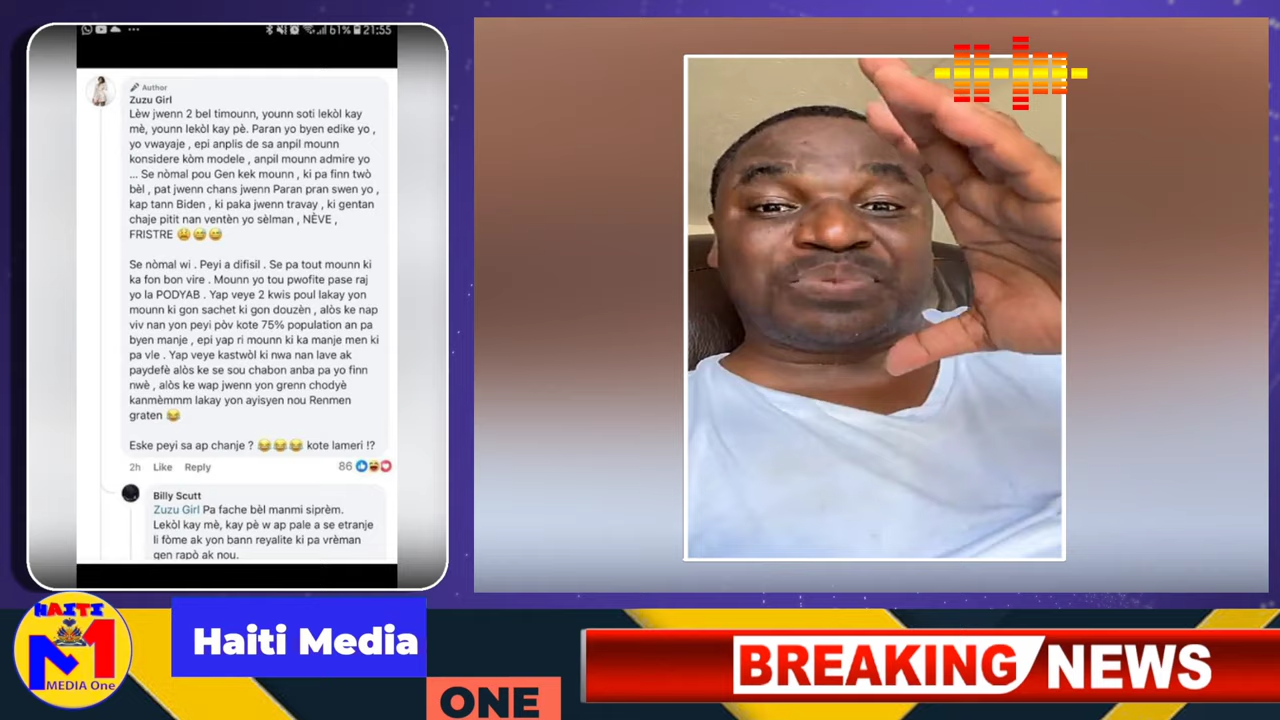 61% 21:55
Author
Zuzu Girl
Lèw jwenn 2 bel timounn, younn soti lekòl kay
mè, younn lekòl kay pè. Paran yo byen edike yo ,
yo vwayaje , epi anplis de sa anpil mounn
konsidere kòm modele , anpil mounn admire yo
... Se nòmal pou Gen kek mounn , ki pa finn twò
bèl , pat jwenn chans jwenn Paran pran swen yo ,
kap tann Biden , ki paka jwenn travay , ki gentan
chaje pitit nan ventèn yo sèlman , NÈVE ,
FRISTRE 😩😅😅
Se nòmal wi . Peyi a difisil . Se pa tout mounn ki
ka fon bon vire . Mounn yo tou pwofite pase raj
yo la PODYAB . Yap veye 2 kwis poul lakay yon
mounn ki gon sachet ki gon douzèn , alòs ke nap
viv nan yon peyi pòv kote 75% population an pa
byen manje , epi yap ri mounn ki ka manje men ki
pa vle . Yap veye kastwòl ki nwa nan lave ak
paydefè alòs ke se sou chabon anba pa yo finn
nwè , alòs ke wap jwenn yon grenn chodyè
kanmèmmm lakay yon ayisyen nou Renmen
graten 😂
Eske peyi sa ap chanje ? 😂😂😂 kote lameri !?
2h Like Reply 86
Billy Scutt
Zuzu Girl Pa fache bèl manmi siprèm.
Lekòl kay mè, kay pè w ap pale a se etranje
li fòme ak yon bann reyalite ki pa vrèman
gen rapò ak nou.
HAITI
M
MEDIA One
Haiti Media
ONE
BREAKING NEWS